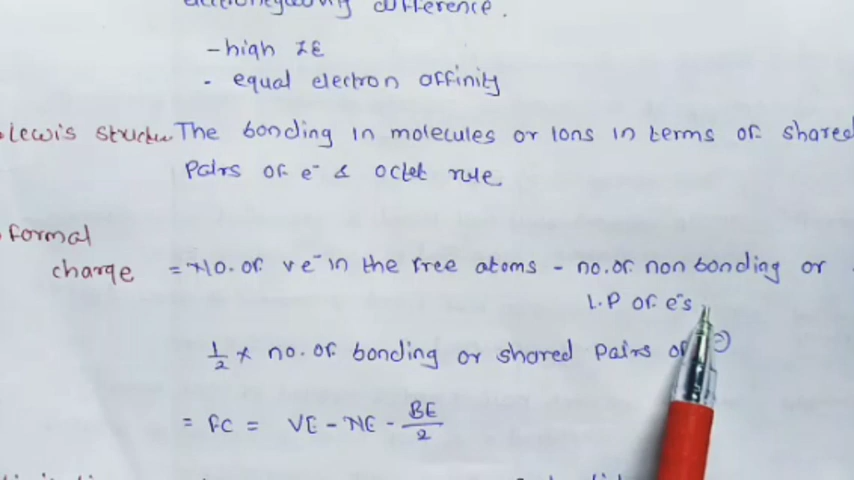 difference.
- high IE
- equal electron affinity
Lewis structu The bonding in molecules or ions in terms of shared
Pairs of e⁻ & octet rule
formal
charge = No. of ve⁻ in the free atoms - no. of non bonding or
L.P of e⁻s
1/2 × no. of bonding or shared pairs of
= FC = VE - NE - BE/2